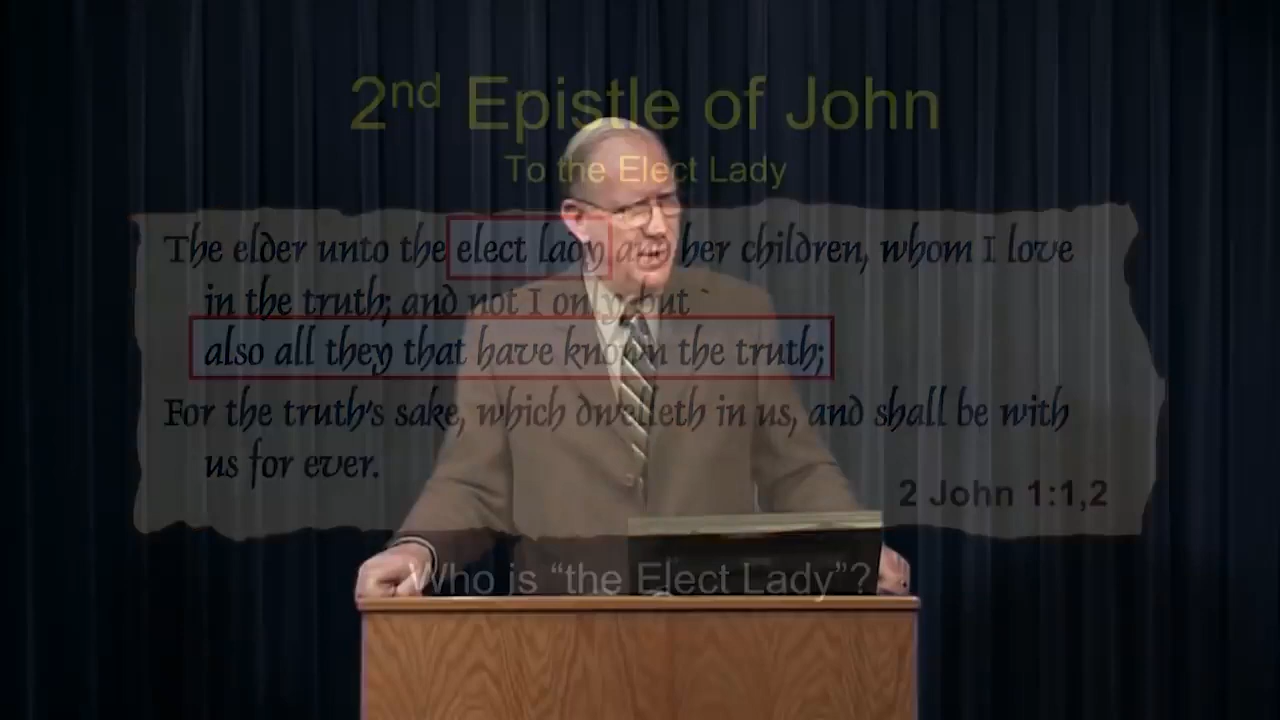 2nd Epistle of John
To the Elect Lady
The elder unto the elect lady and her children, whom I love
in the truth; and not I only, but
also all they that have known the truth;
For the truth's sake, which dwelleth in us, and shall be with
us for ever.
2 John 1:1,2
Who is “the Elect Lady”?